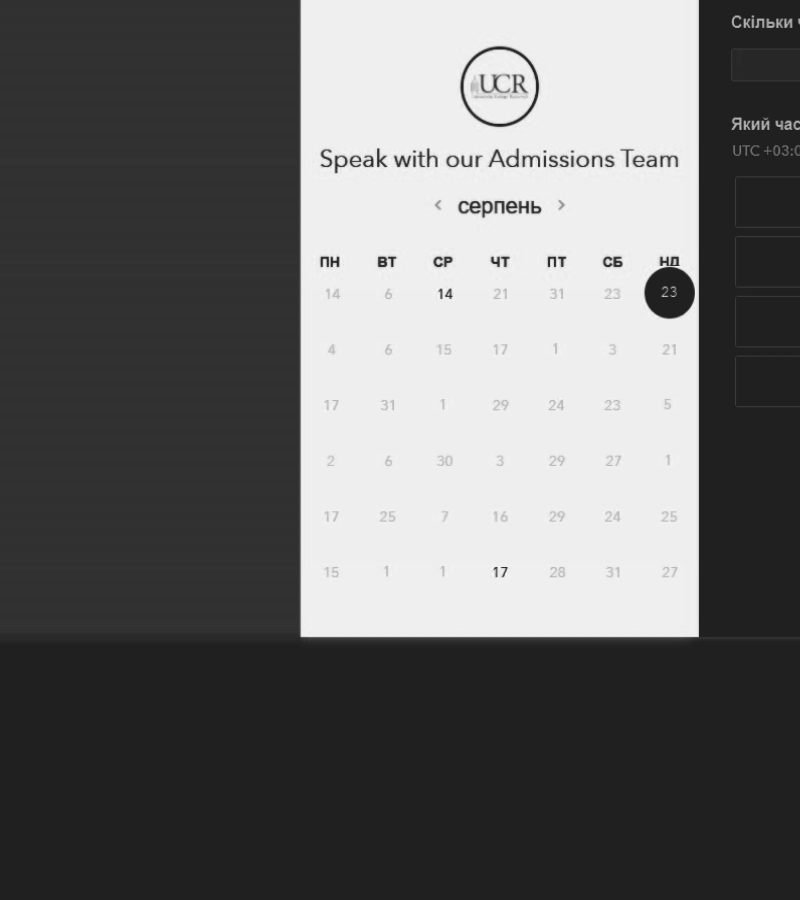 UCR
Speak with our Admissions Team
< серпень >
ПН ВТ СР ЧТ ПТ СБ НД
14 6 14 21 31 23 23
4 6 15 17 1 3 21
17 31 1 29 24 23 5
2 6 30 3 29 27 1
17 25 7 16 29 24 25
15 1 1 17 28 31 27
Скільки
Який час
UTC +03:0